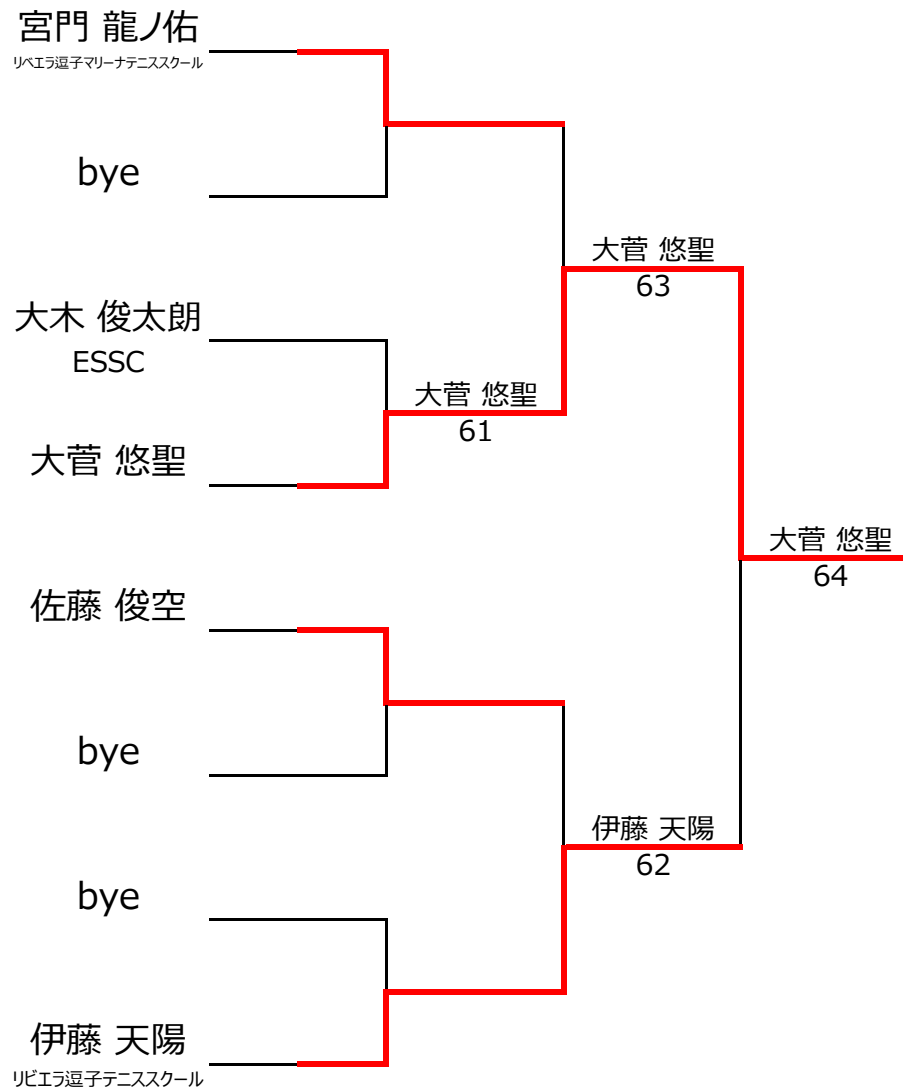 宮門 龍ノ佑
リベエラ逗子マリーナテニススクール
bye
大菅 悠聖
63
大木 俊太朗
ESSC
大菅 悠聖
61
大菅 悠聖
大菅 悠聖
64
佐藤 俊空
bye
伊藤 天陽
62
bye
伊藤 天陽
リビエラ逗子テニススクール